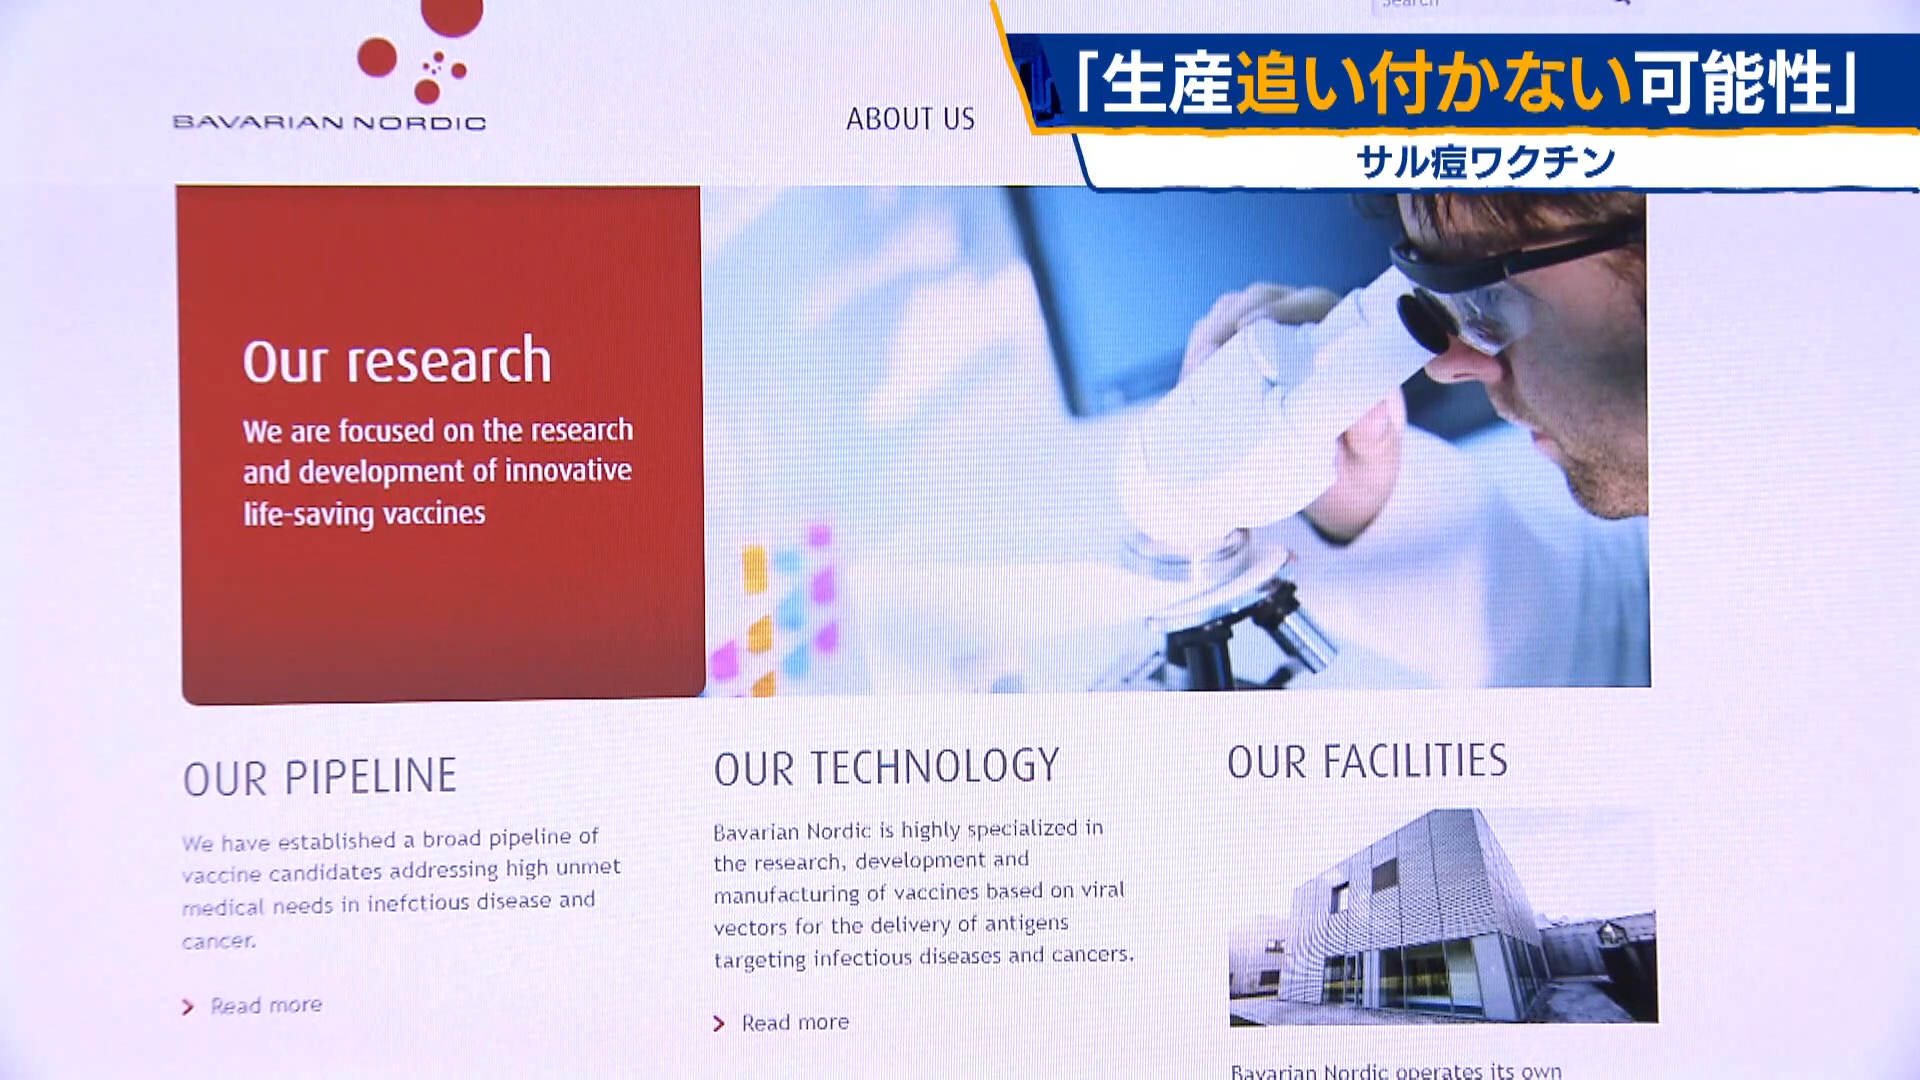 Search
「生産追い付かない可能性」
サル痘ワクチン
BAVARIAN NORDIC
ABOUT US
Our research
We are focused on the research
and development of innovative
life-saving vaccines
OUR PIPELINE
We have established a broad pipeline of
vaccine candidates addressing high unmet
medical needs in inefctious disease and
cancer.
Read more
OUR TECHNOLOGY
Bavarian Nordic is highly specialized in
the research, development and
manufacturing of vaccines based on viral
vectors for the delivery of antigens
targeting infectious diseases and cancers.
Read more
OUR FACILITIES
Bavarian Nordic operates its own